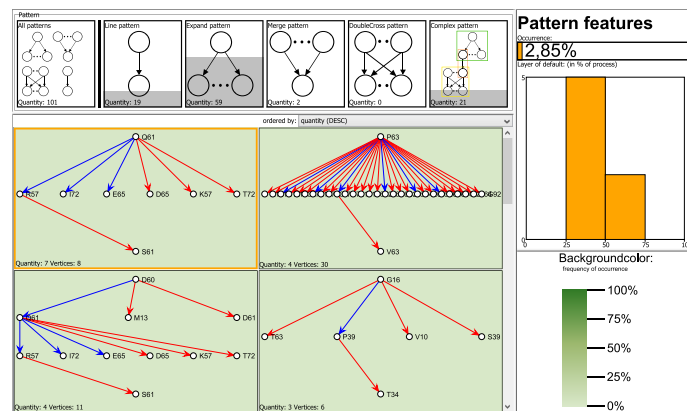 Pattern
All patterns
Quantity: 101
Line pattern
Quantity: 19
Expand pattern
Quantity: 59
Merge pattern
Quantity: 2
DoubleCross pattern
Quantity: 0
Complex pattern
Quantity: 21
ordered by: quantity (DESC)
Q61
R57 I72 E65 D65 K57 T72
S61
Quantity: 7 Vertices: 8
P63
G92
V63
Quantity: 4 Vertices: 30
D60
M13 D61
R57 I72 E65 D65 K57 T72
S61
Quantity: 4 Vertices: 11
G16
T63 P39 V10 S39
T34
Quantity: 3 Vertices: 6
Pattern features
Occurrence:
2,85%
Layer of default: (in % of process)
5
0 25 50 75 100
Backgroundcolor:
frequency of occurrence
100%
75%
50%
25%
0%